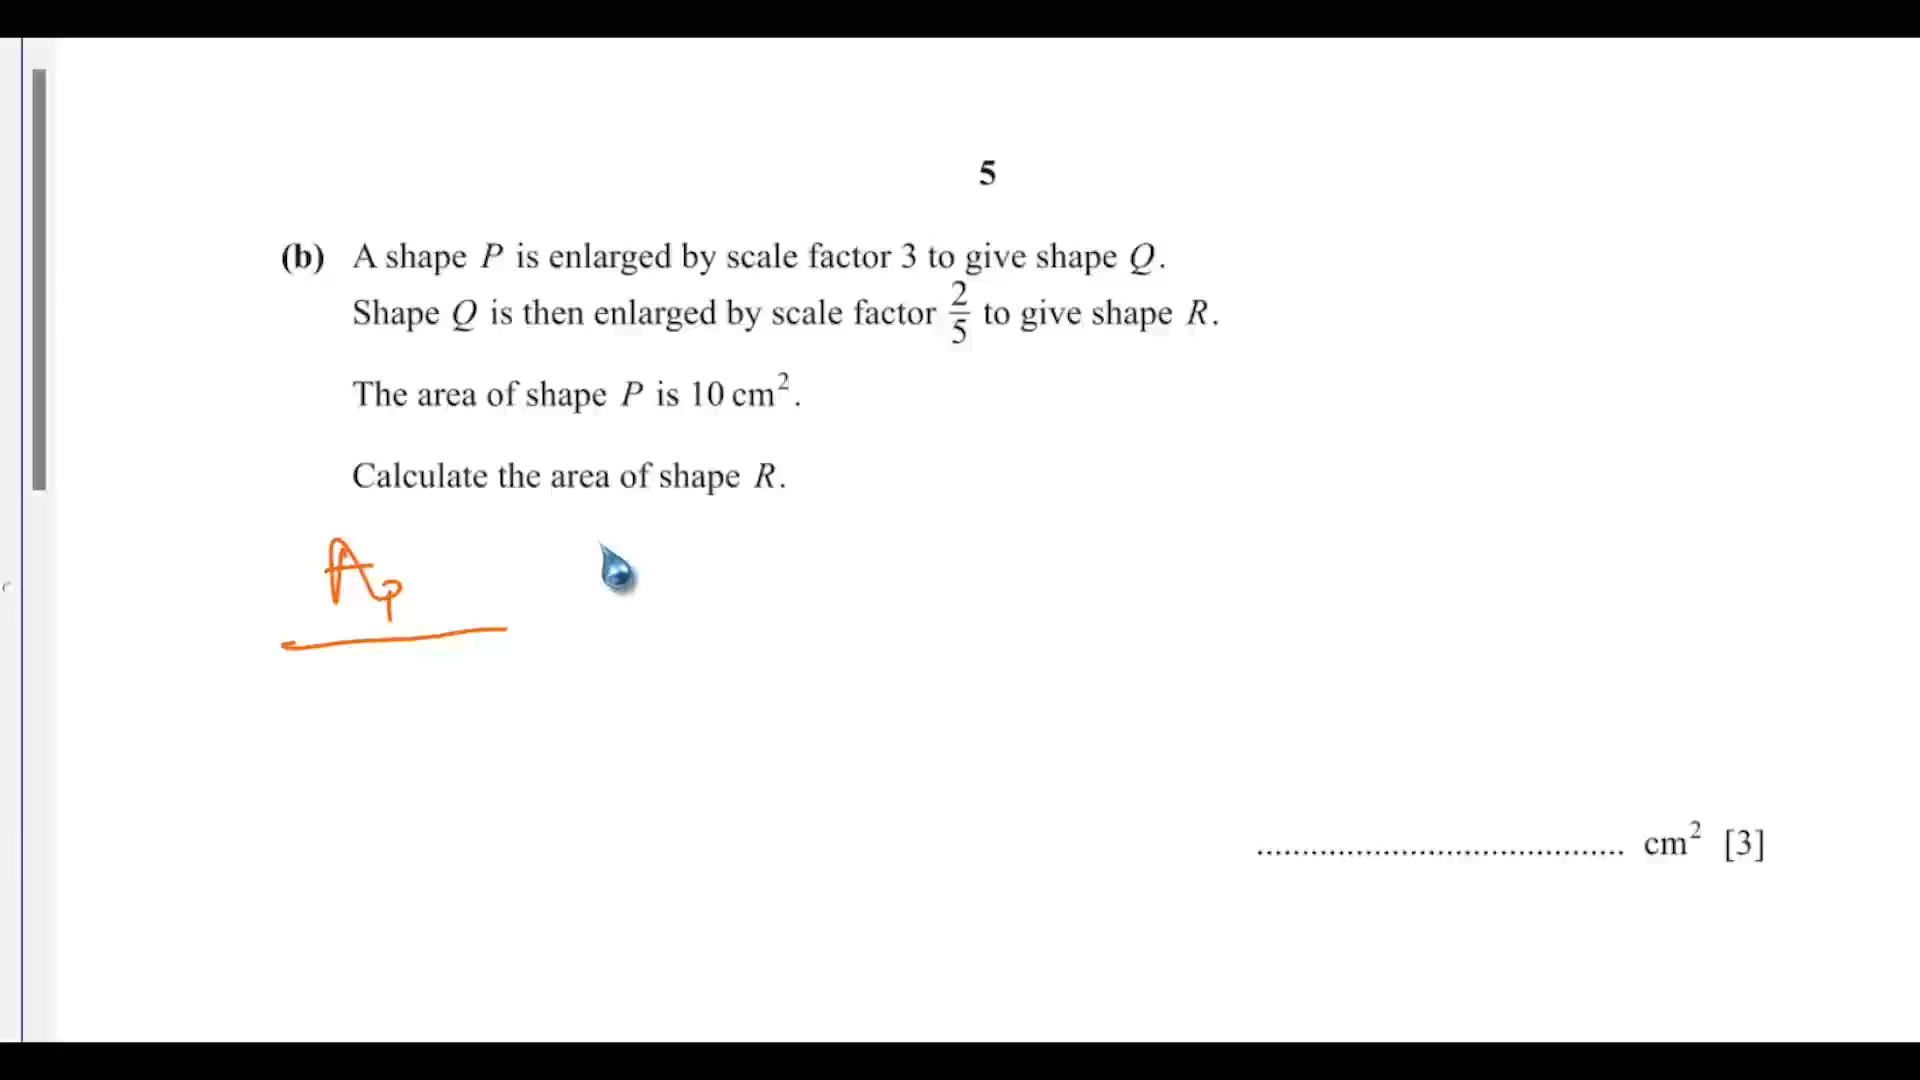 5
(b) A shape P is enlarged by scale factor 3 to give shape Q.
Shape Q is then enlarged by scale factor 2/5 to give shape R.
The area of shape P is 10 cm².
Calculate the area of shape R.
A_P
........................................ cm² [3]